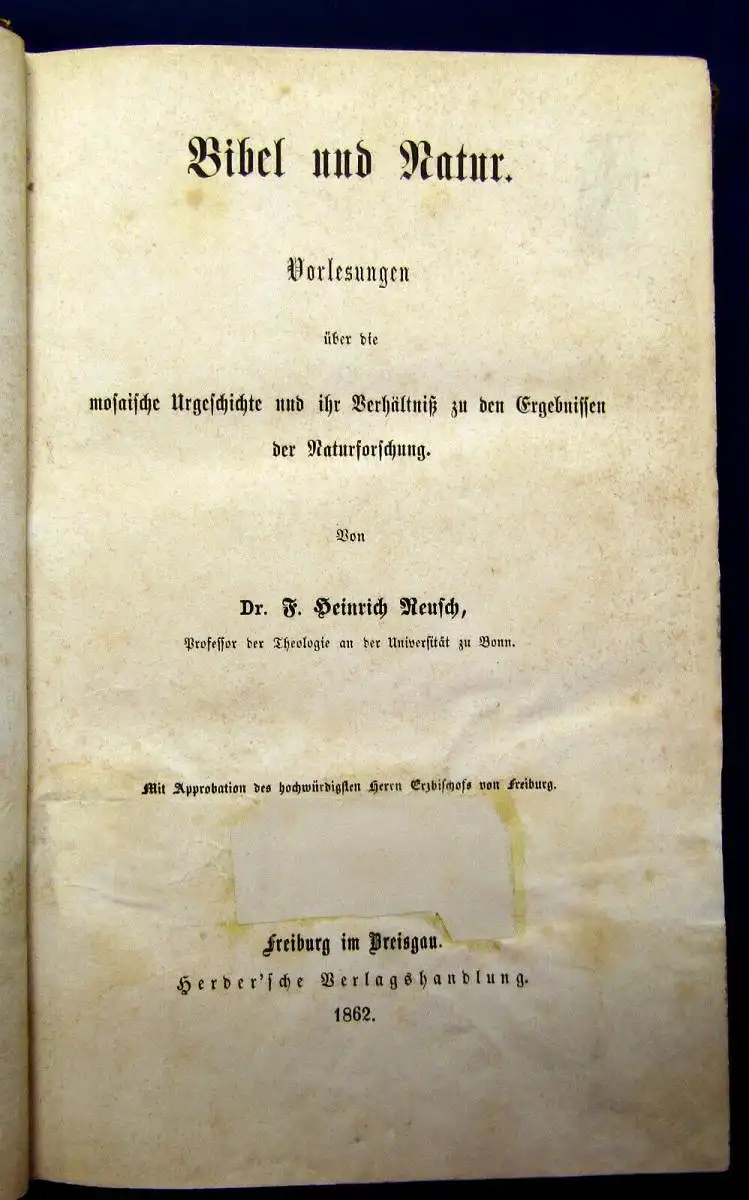 Bibel und Natur.
Vorlesungen
über die
mosaische Urgeschichte und ihr Verhältniß zu den Ergebnissen
der Naturforschung.
Von
Dr. F. Heinrich Reusch,
Professor der Theologie an der Universität zu Bonn.
Mit Approbation des hochwürdigsten Herrn Erzbischofs von Freiburg.
Freiburg im Breisgau.
Herder'sche Verlagshandlung.
1862.